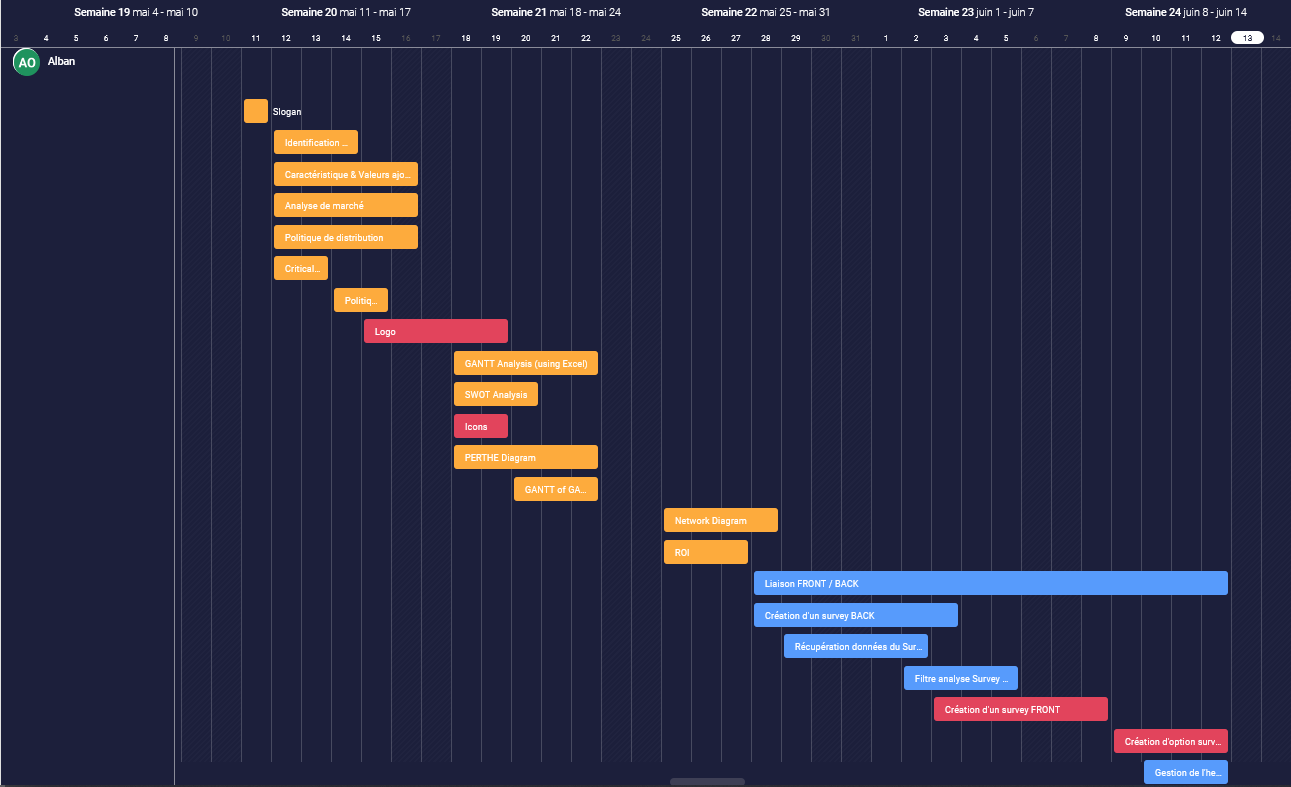 Semaine 19 mai 4 - mai 10 Semaine 20 mai 11 - mai 17 Semaine 21 mai 18 - mai 24 Semaine 22 mai 25 - mai 31 Semaine 23 juin 1 - juin 7 Semaine 24 juin 8 - juin 14
3 4 5 6 7 8 9 10 11 12 13 14 15 16 17 18 19 20 21 22 23 24 25 26 27 28 29 30 31 1 2 3 4 5 6 7 8 9 10 11 12 13 14
AO Alban
Slogan
Identification ...
Caractéristique & Valeurs ajo...
Analyse de marché
Politique de distribution
Critical...
Politiq...
Logo
GANTT Analysis (using Excel)
SWOT Analysis
Icons
PERTHE Diagram
GANTT of GA...
Network Diagram
ROI
Liaison FRONT / BACK
Création d'un survey BACK
Récupération données du Sur...
Filtre analyse Survey ...
Création d'un survey FRONT
Création d'option surv...
Gestion de l'he...